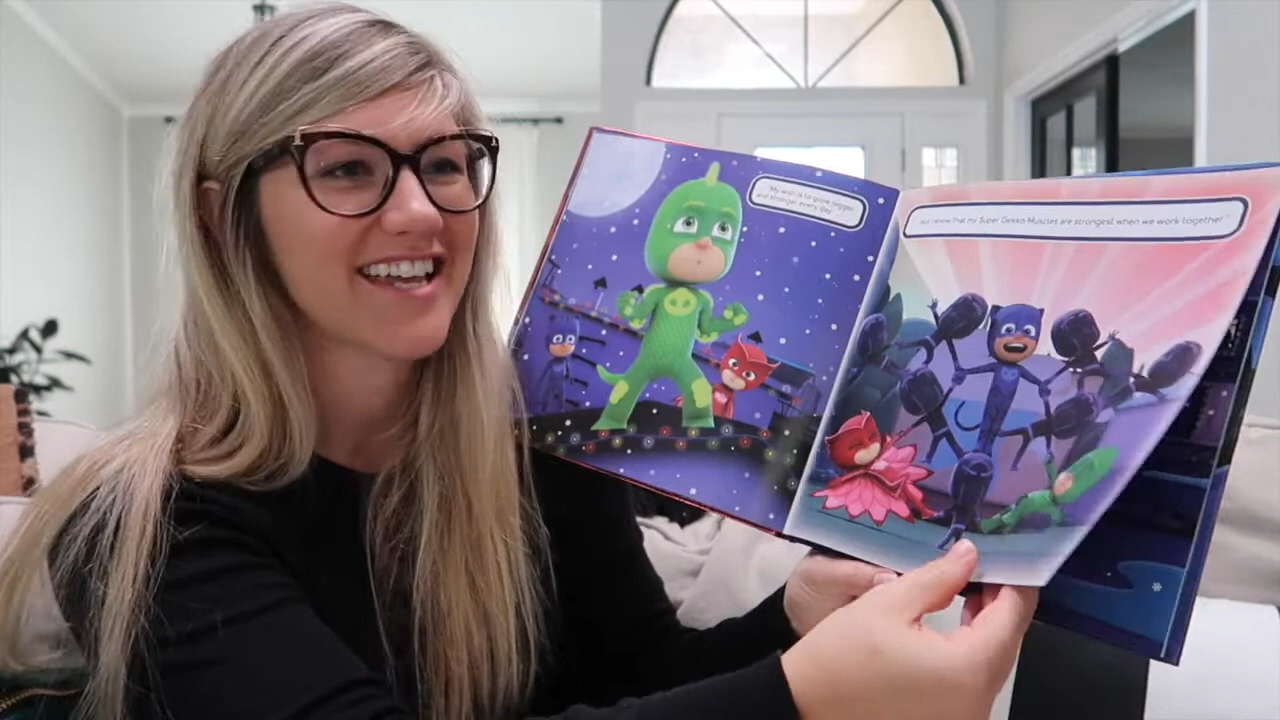 "My wish is to grow bigger
and stronger every day
but I know that my Super Gekko Muscles are strongest when we work together."